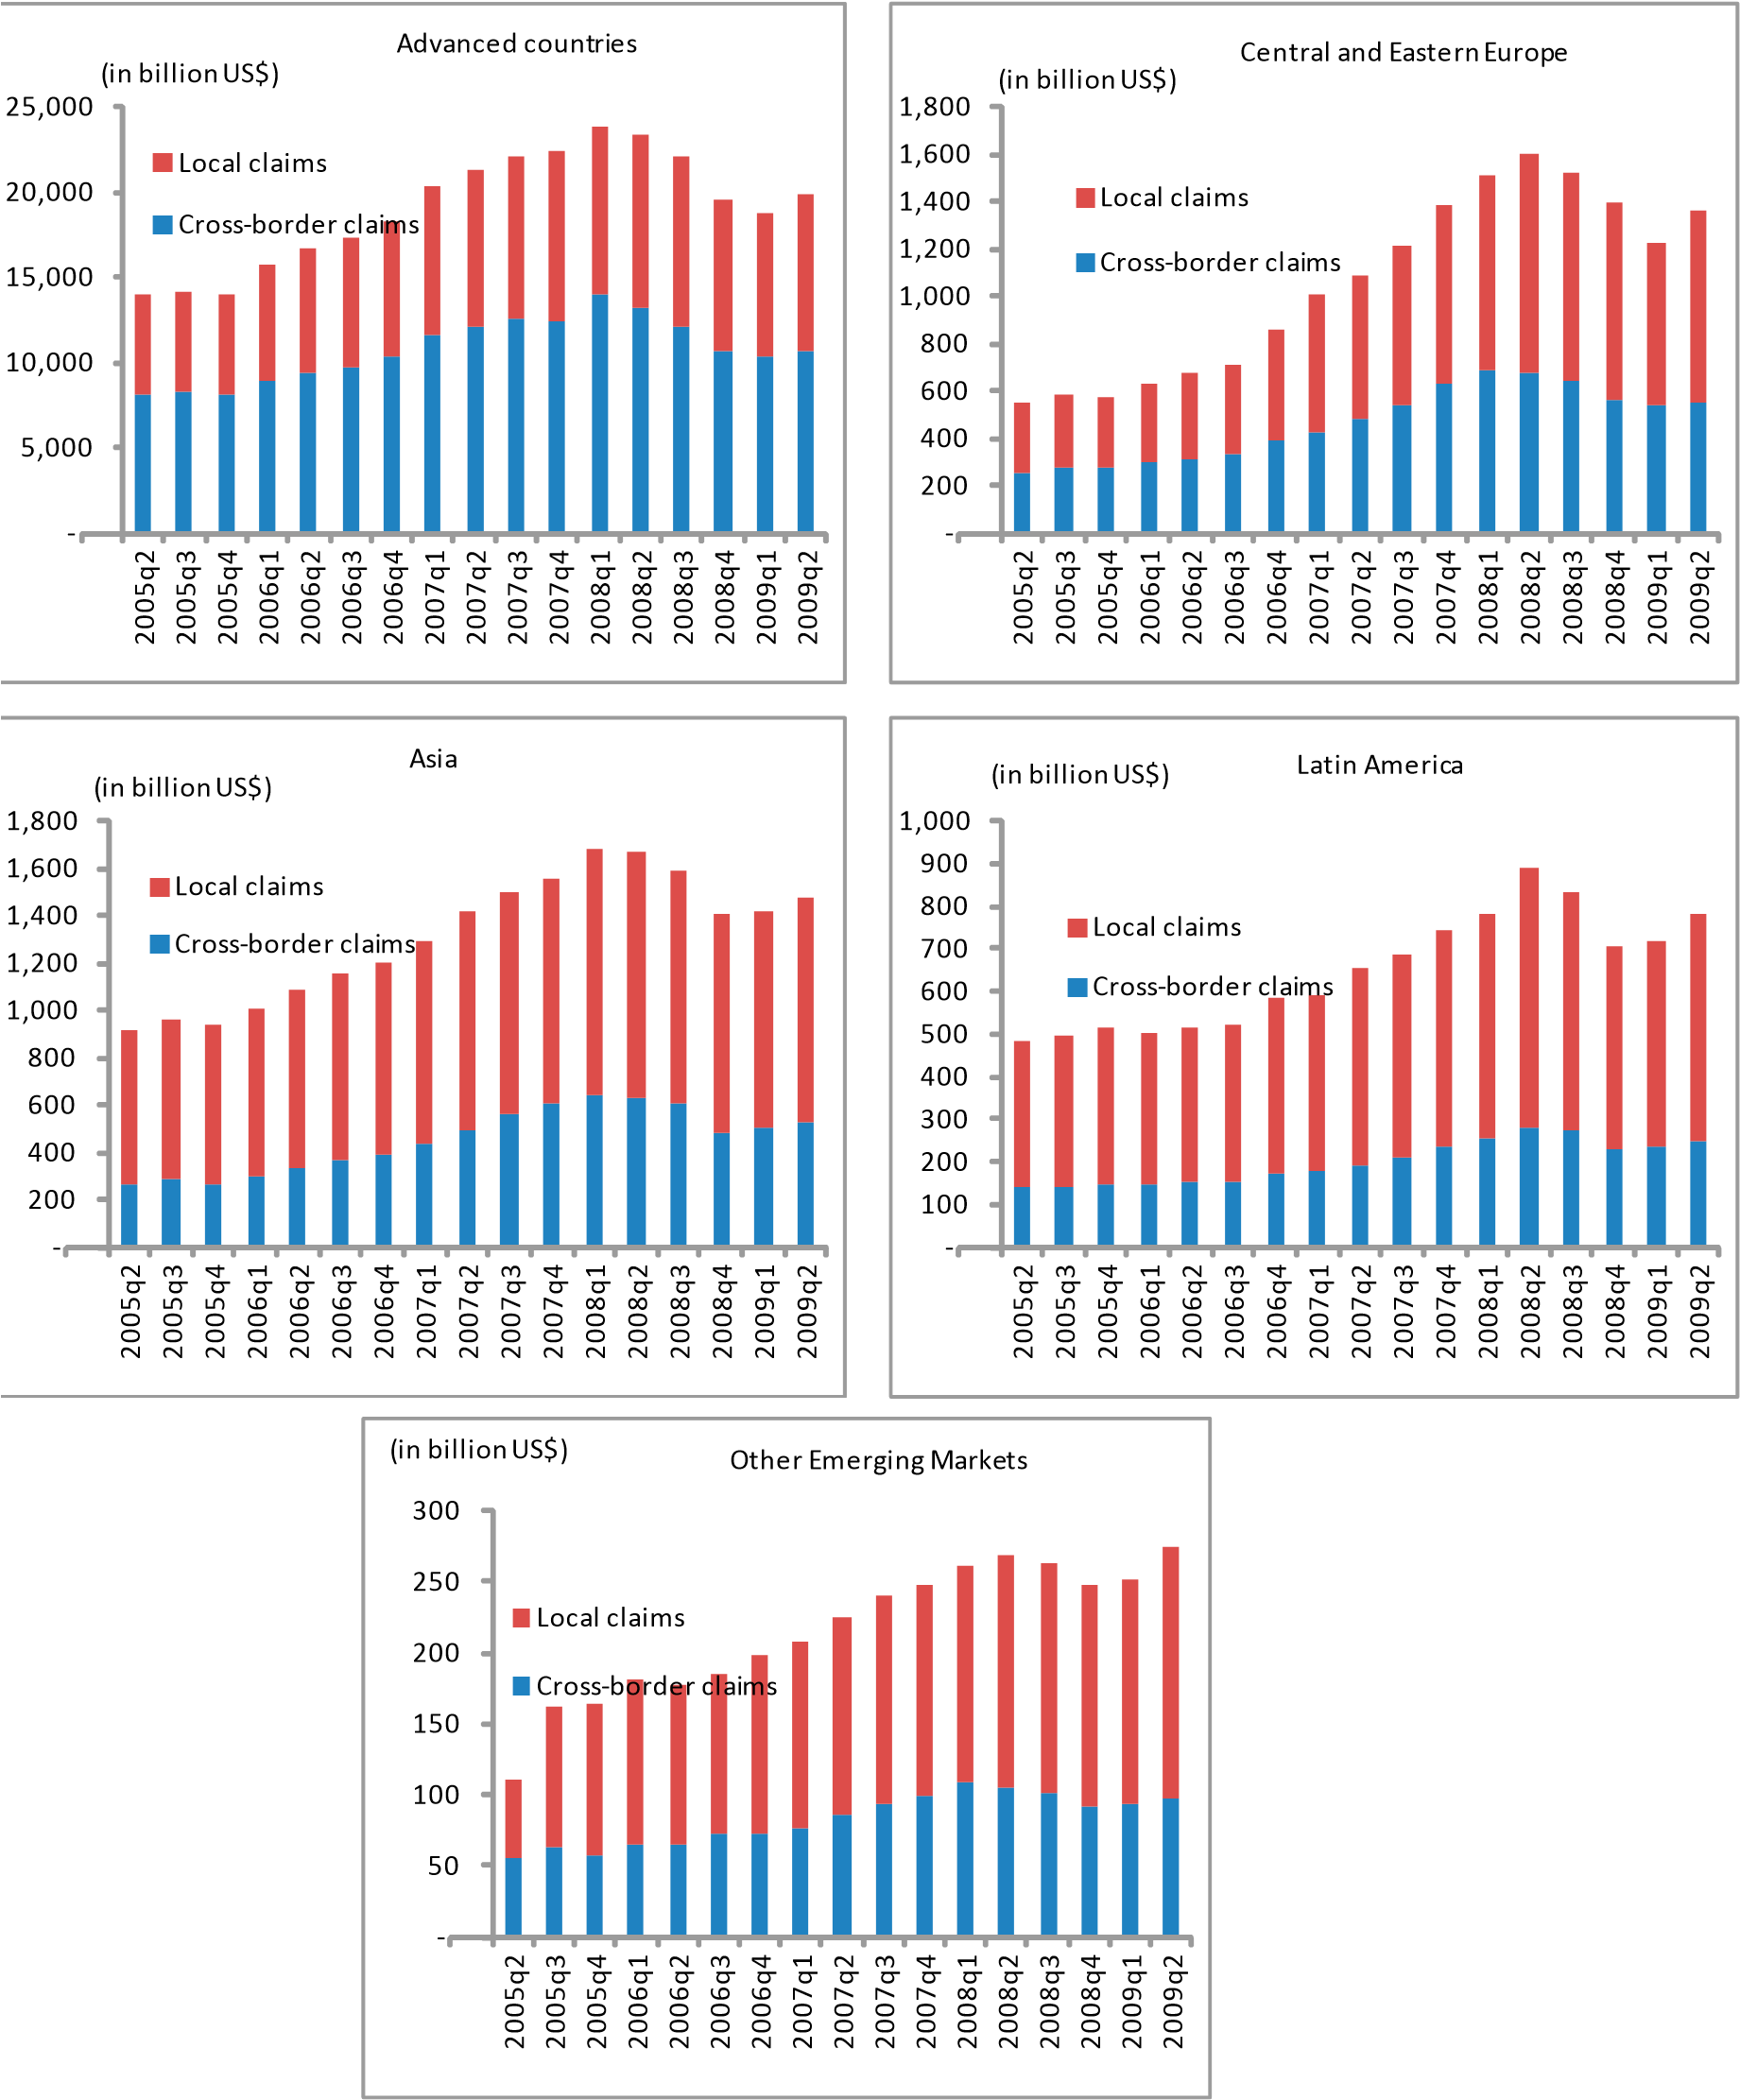 Advanced countries
(in billion US$)
25,000
20,000
15,000
10,000
5,000
-
Local claims
Cross-border claims
2005q2
2005q3
2005q4
2006q1
2006q2
2006q3
2006q4
2007q1
2007q2
2007q3
2007q4
2008q1
2008q2
2008q3
2008q4
2009q1
2009q2
Central and Eastern Europe
(in billion US$)
1,800
1,600
1,400
1,200
1,000
800
600
400
200
-
Local claims
Cross-border claims
2005q2
2005q3
2005q4
2006q1
2006q2
2006q3
2006q4
2007q1
2007q2
2007q3
2007q4
2008q1
2008q2
2008q3
2008q4
2009q1
2009q2
Asia
(in billion US$)
1,800
1,600
1,400
1,200
1,000
800
600
400
200
-
Local claims
Cross-border claims
2005q2
2005q3
2005q4
2006q1
2006q2
2006q3
2006q4
2007q1
2007q2
2007q3
2007q4
2008q1
2008q2
2008q3
2008q4
2009q1
2009q2
Latin America
(in billion US$)
1,000
900
800
700
600
500
400
300
200
100
-
Local claims
Cross-border claims
2005q2
2005q3
2005q4
2006q1
2006q2
2006q3
2006q4
2007q1
2007q2
2007q3
2007q4
2008q1
2008q2
2008q3
2008q4
2009q1
2009q2
(in billion US$)
Other Emerging Markets
300
250
200
150
100
50
-
Local claims
Cross-border claims
2005q2
2005q3
2005q4
2006q1
2006q2
2006q3
2006q4
2007q1
2007q2
2007q3
2007q4
2008q1
2008q2
2008q3
2008q4
2009q1
2009q2